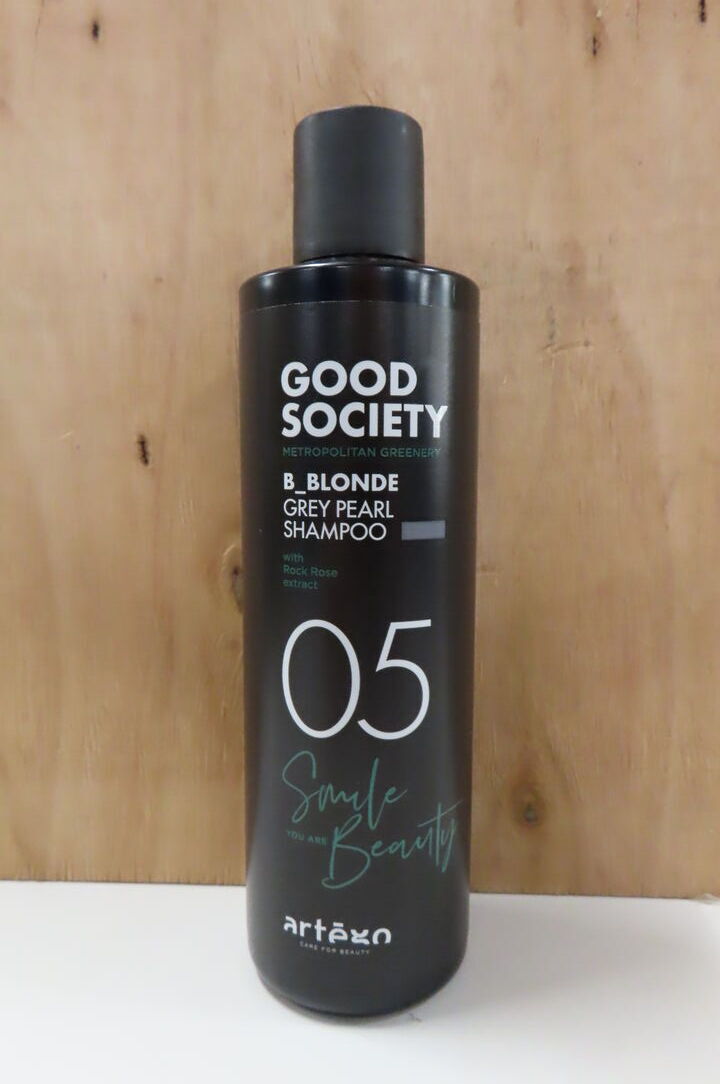 GOOD
SOCIETY
METROPOLITAN GREENERY
B_BLONDE
GREY PEARL
SHAMPOO
with
Rock Rose
extract
05
Smile
YOU ARE
Beauty
artēgo
CARE FOR BEAUTY